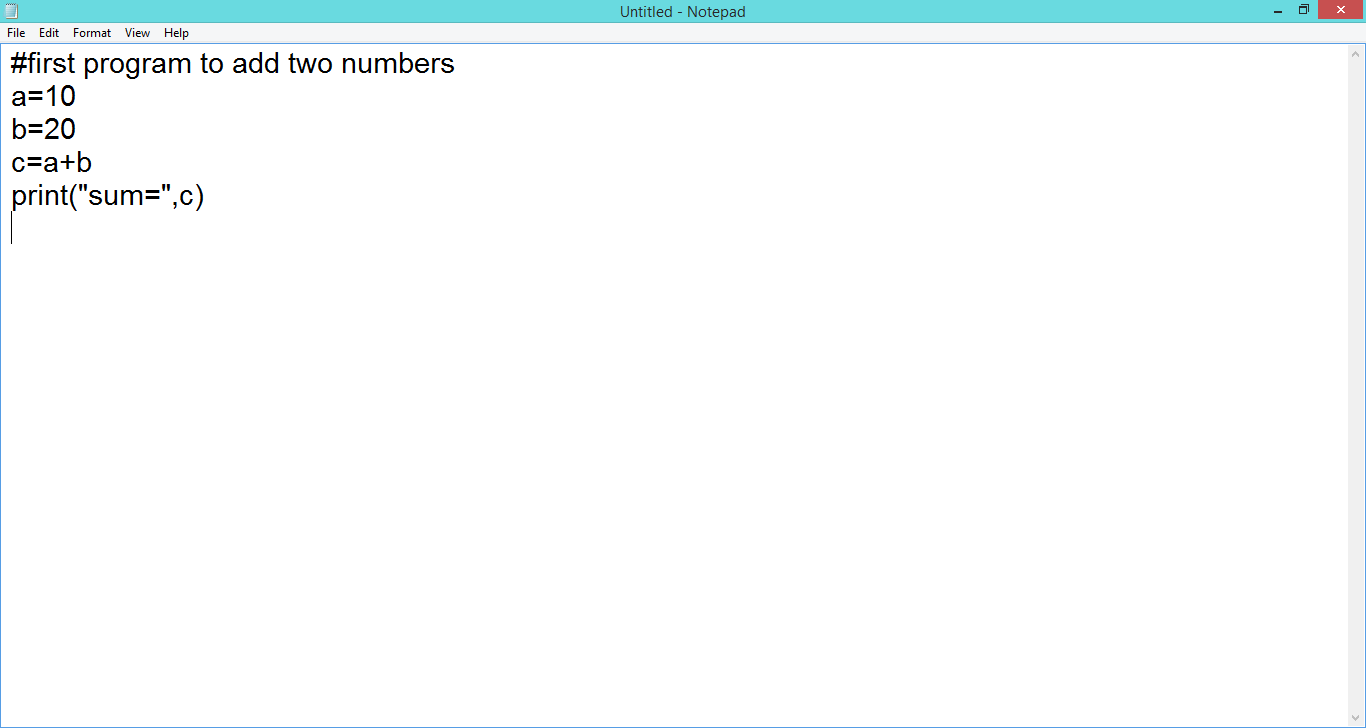 Untitled - Notepad
File Edit Format View Help
#first program to add two numbers
a=10
b=20
c=a+b
print("sum=",c)